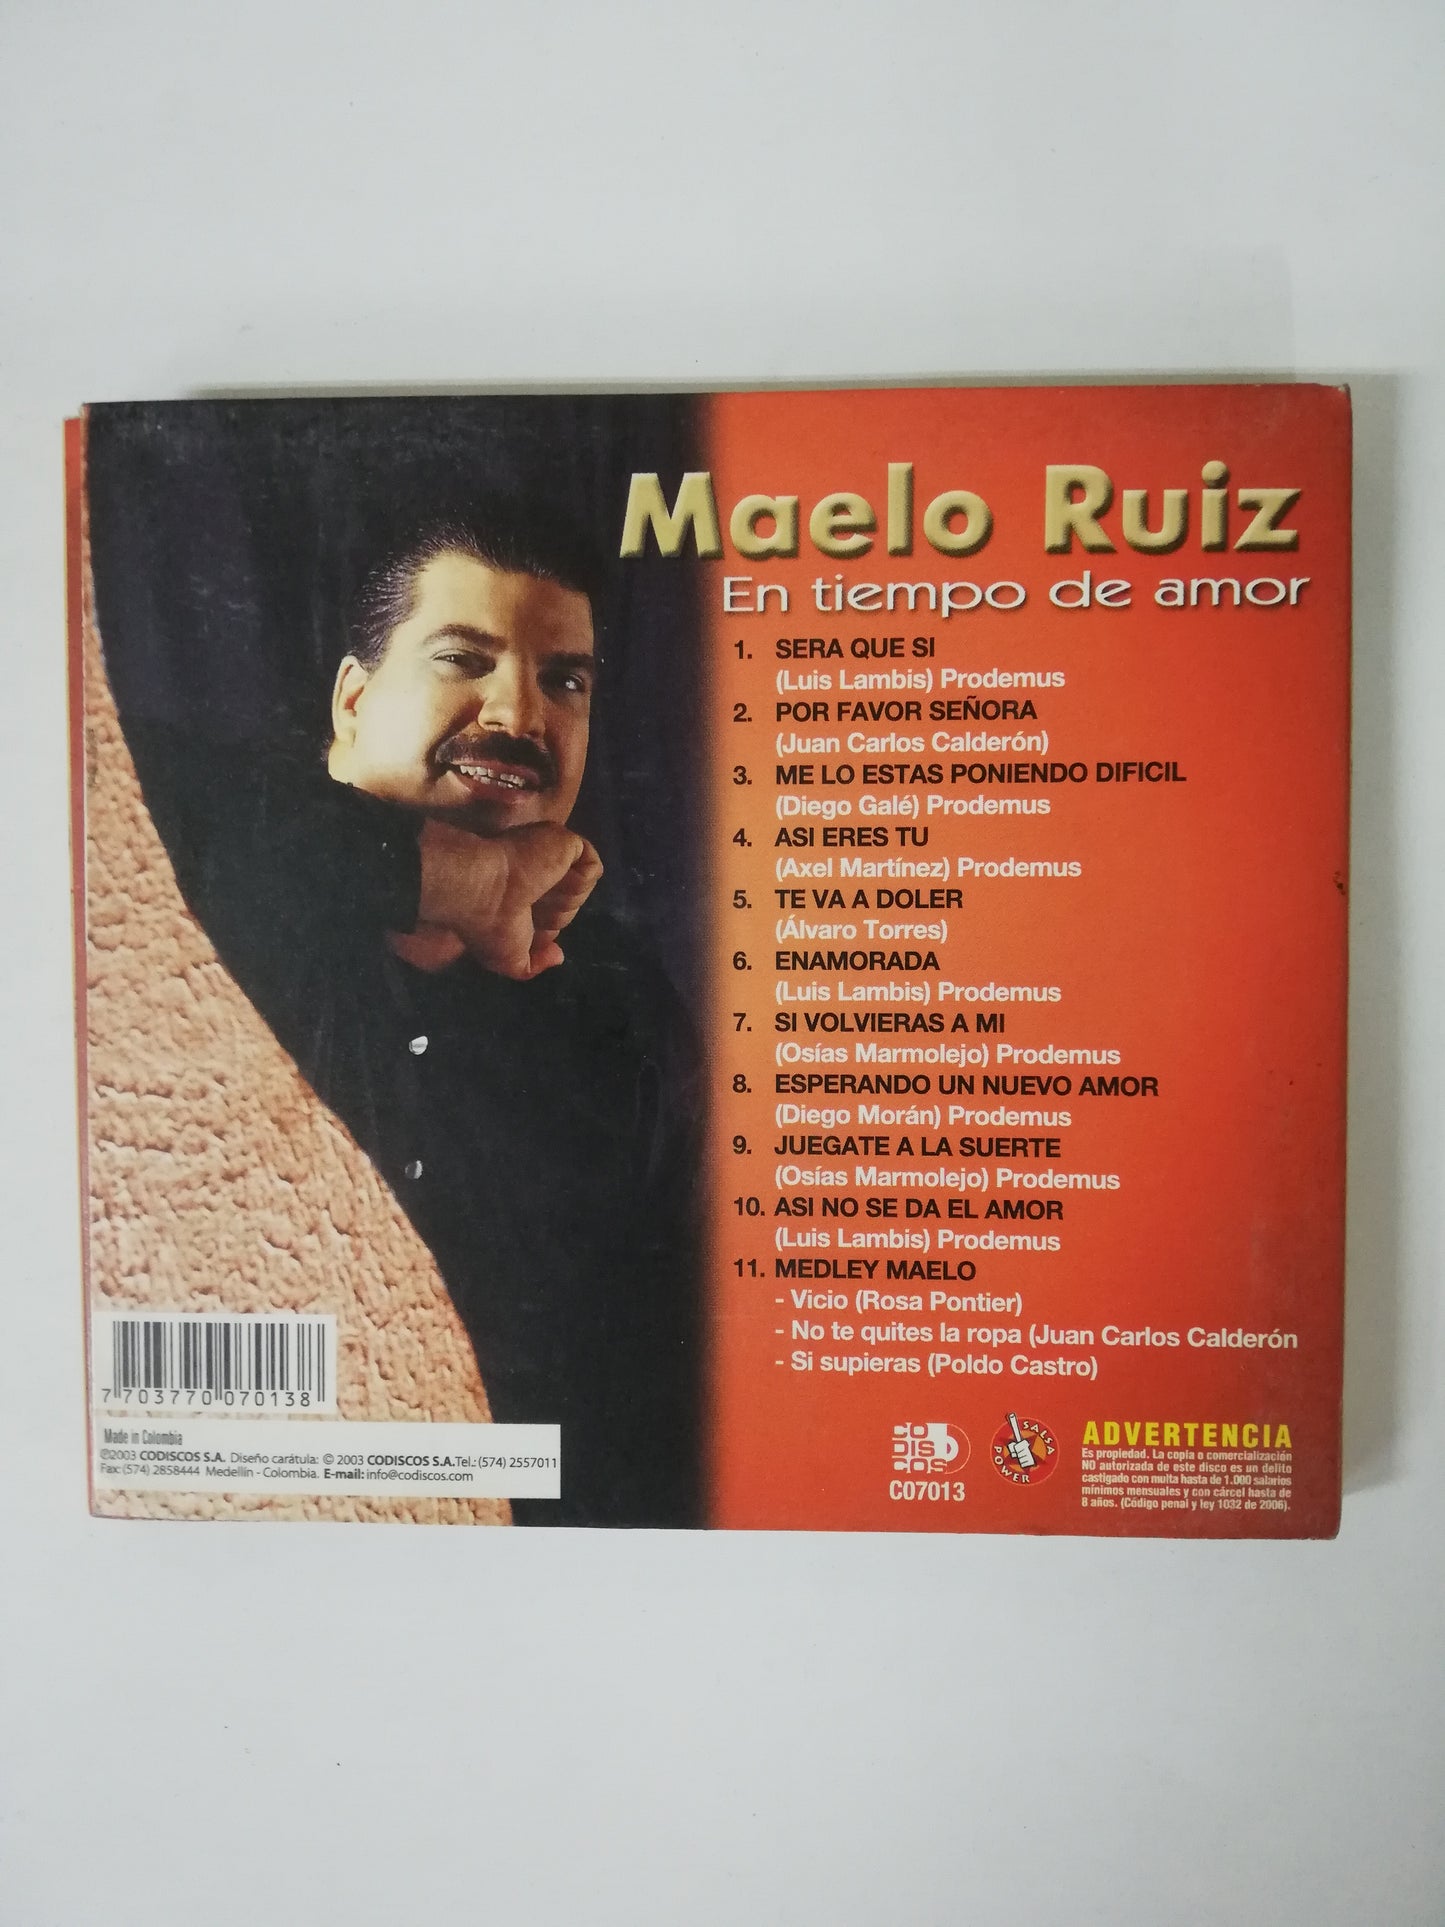 Maelo Ruiz
En tiempo de amor
1. SERA QUE SI
(Luis Lambis) Prodemus
2. POR FAVOR SEÑORA
(Juan Carlos Calderón)
3. ME LO ESTAS PONIENDO DIFICIL
(Diego Galé) Prodemus
4. ASI ERES TU
(Axel Martínez) Prodemus
5. TE VA A DOLER
(Álvaro Torres)
6. ENAMORADA
(Luis Lambis) Prodemus
7. SI VOLVIERAS A MI
(Osías Marmolejo) Prodemus
8. ESPERANDO UN NUEVO AMOR
(Diego Morán) Prodemus
9. JUEGATE A LA SUERTE
(Osías Marmolejo) Prodemus
10. ASI NO SE DA EL AMOR
(Luis Lambis) Prodemus
11. MEDLEY MAELO
- Vicio (Rosa Pontier)
- No te quites la ropa (Juan Carlos Calderón
- Si supieras (Poldo Castro)
7 703770 070138
Made in Colombia
℗2003 CODISCOS S.A. Diseño carátula: © 2003 CODISCOS S.A. Tel.: (574) 2557011
Fax: (574) 2858444 Medellín - Colombia. E-mail: info@codiscos.com
CO
DIS
COS
C07013
SALSA
POWER
ADVERTENCIA
Es propiedad. La copia o comercialización
NO autorizada de este disco es un delito
castigado con multa hasta de 1.000 salarios
mínimos mensuales y con cárcel hasta de
8 años. (Código penal y ley 1032 de 2006).